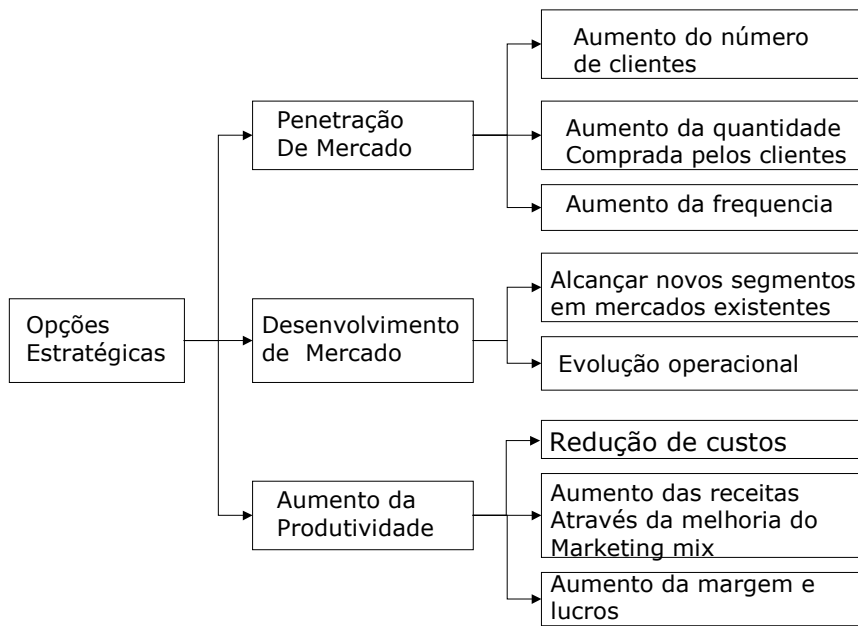 Opções
Estratégicas
Penetração
De Mercado
Aumento do número
de clientes
Aumento da quantidade
Comprada pelos clientes
Aumento da frequencia
Desenvolvimento
de Mercado
Alcançar novos segmentos
em mercados existentes
Evolução operacional
Aumento da
Produtividade
Redução de custos
Aumento das receitas
Através da melhoria do
Marketing mix
Aumento da margem e
lucros